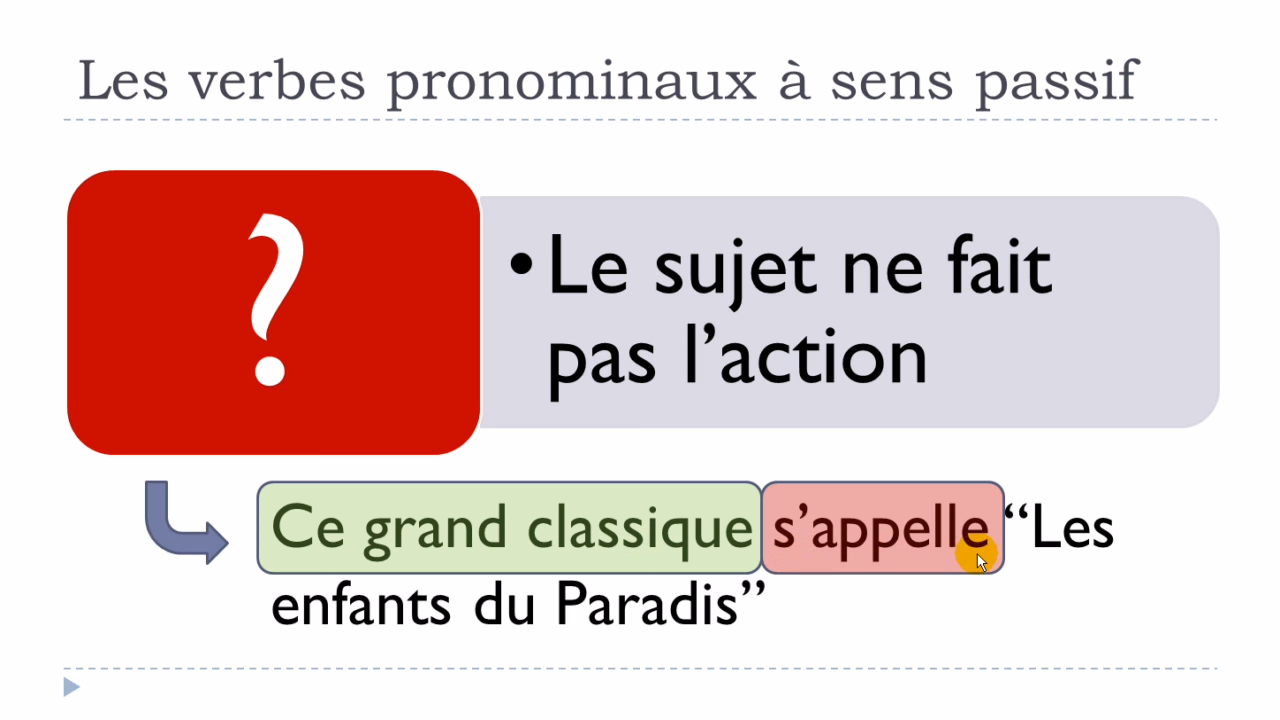 Les verbes pronominaux à sens passif
?
•Le sujet ne fait
pas l’action
Ce grand classique s’appelle “Les
enfants du Paradis”